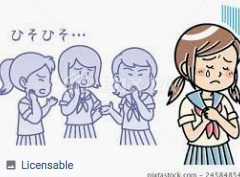 ひそひそ…
Licensable
pixtastock.com - 24584854